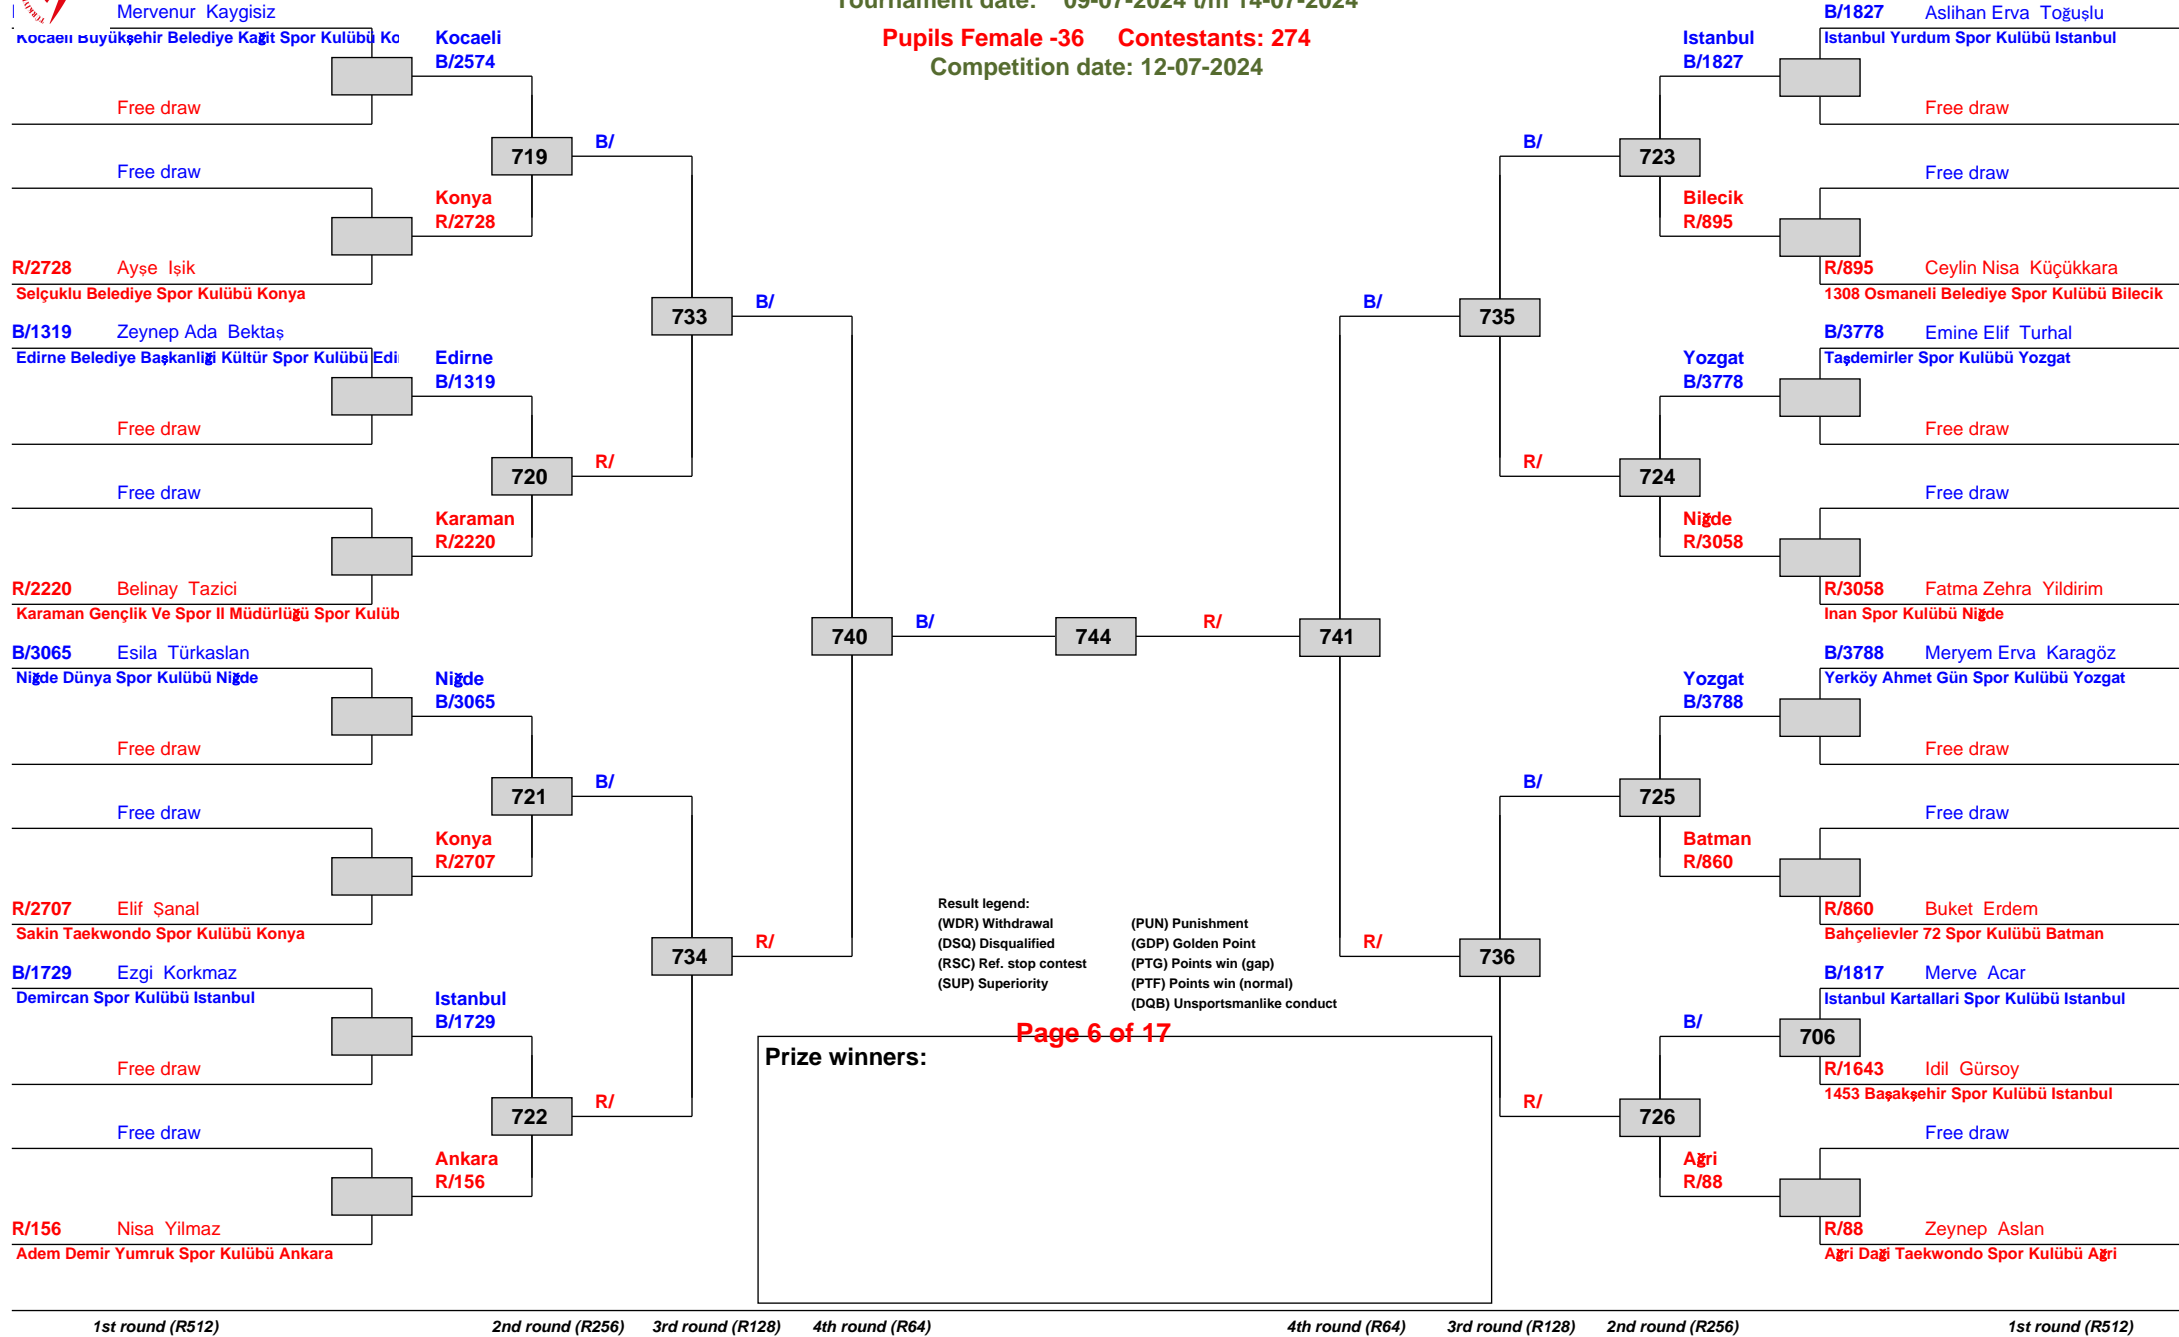 Tournament date: 09-07-2024 t/m 14-07-2024
Pupils Female -36 Contestants: 274
Competition date: 12-07-2024
Mervenur Kaygisiz
Kocaeli Büyükşehir Belediye Kağit Spor Kulübü Ko
Free draw
Free draw
R/2728 Ayşe Işik
Selçuklu Belediye Spor Kulübü Konya
B/1319 Zeynep Ada Bektaş
Edirne Belediye Başkanliği Kültür Spor Kulübü Edi
Free draw
Free draw
R/2220 Belinay Tazici
Karaman Gençlik Ve Spor Il Müdürlüğü Spor Kulüb
B/3065 Esila Türkaslan
Niğde Dünya Spor Kulübü Niğde
Free draw
Free draw
R/2707 Elif Şanal
Sakin Taekwondo Spor Kulübü Konya
B/1729 Ezgi Korkmaz
Demircan Spor Kulübü Istanbul
Free draw
Free draw
R/156 Nisa Yilmaz
Adem Demir Yumruk Spor Kulübü Ankara
Kocaeli
B/2574
719
Konya
R/2728
Edirne
B/1319
720
Karaman
R/2220
Niğde
B/3065
721
Konya
R/2707
Istanbul
B/1729
722
Ankara
R/156
B/
733
R/
B/
734
R/
B/
740
R/
B/
744
R/
741
B/
R/
B/
735
R/
B/
736
R/
Istanbul
B/1827
723
Bilecik
R/895
Yozgat
B/3778
724
Niğde
R/3058
Yozgat
B/3788
725
Batman
R/860
B/
706
726
Ağri
R/88
B/1827 Aslihan Erva Toğuşlu
Istanbul Yurdum Spor Kulübü Istanbul
Free draw
Free draw
R/895 Ceylin Nisa Küçükkara
1308 Osmaneli Belediye Spor Kulübü Bilecik
B/3778 Emine Elif Turhal
Taşdemirler Spor Kulübü Yozgat
Free draw
Free draw
R/3058 Fatma Zehra Yildirim
Inan Spor Kulübü Niğde
B/3788 Meryem Erva Karagöz
Yerköy Ahmet Gün Spor Kulübü Yozgat
Free draw
Free draw
R/860 Buket Erdem
Bahçelievler 72 Spor Kulübü Batman
B/1817 Merve Acar
Istanbul Kartallari Spor Kulübü Istanbul
R/1643 Idil Gürsoy
1453 Başakşehir Spor Kulübü Istanbul
Free draw
R/88 Zeynep Aslan
Ağri Daği Taekwondo Spor Kulübü Ağri
Result legend:
(WDR) Withdrawal (PUN) Punishment
(DSQ) Disqualified (GDP) Golden Point
(RSC) Ref. stop contest (PTG) Points win (gap)
(SUP) Superiority (PTF) Points win (normal)
(DQB) Unsportsmanlike conduct
Page 6 of 17
Prize winners:
1st round (R512) 2nd round (R256) 3rd round (R128) 4th round (R64) 4th round (R64) 3rd round (R128) 2nd round (R256) 1st round (R512)